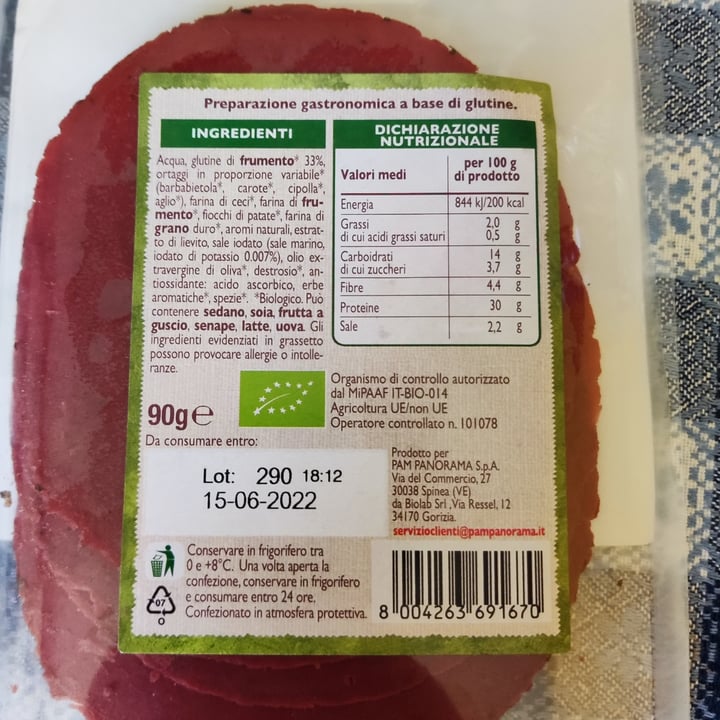 Preparazione gastronomica a base di glutine.
INGREDIENTI
Acqua, glutine di frumento* 33%,
ortaggi in proporzione variabile*
(barbabietola*, carote*, cipolla*,
aglio*), farina di ceci*, farina di fru-
mento*, fiocchi di patate*, farina di
grano duro*, aromi naturali, estrat-
to di lievito, sale iodato (sale marino,
iodato di potassio 0.007%), olio ex-
travergine di oliva*, destrosio*, an-
tiossidante: acido ascorbico, erbe
aromatiche*, spezie*. *Biologico. Può
contenere sedano, soia, frutta a
guscio, senape, latte, uova. Gli
ingredienti evidenziati in grassetto
possono provocare allergie o intolle-
ranze.
DICHIARAZIONE
NUTRIZIONALE
Valori medi per 100 g
di prodotto
Energia 844 kJ/200 kcal
Grassi 2,0 g
di cui acidi grassi saturi 0,5 g
Carboidrati 14 g
di cui zuccheri 3,7 g
Fibre 4,4 g
Proteine 30 g
Sale 2,2 g
Organismo di controllo autorizzato
dal MiPAAF IT-BIO-014
Agricoltura UE/non UE
Operatore controllato n. 101078
90g e
Da consumare entro:
Lot: 290 18:12
15-06-2022
Prodotto per
PAM PANORAMA S.p.A.
Via del Commercio, 27
30038 Spinea (VE)
da Biolab Srl ,Via Ressel, 12
34170 Gorizia.
servizioclienti@pampanorama.it
Conservare in frigorifero tra
0 e +8°C. Una volta aperta la
confezione, conservare in frigorifero
e consumare entro 24 ore.
Confezionato in atmosfera protettiva.
07
O
8 004263 691670